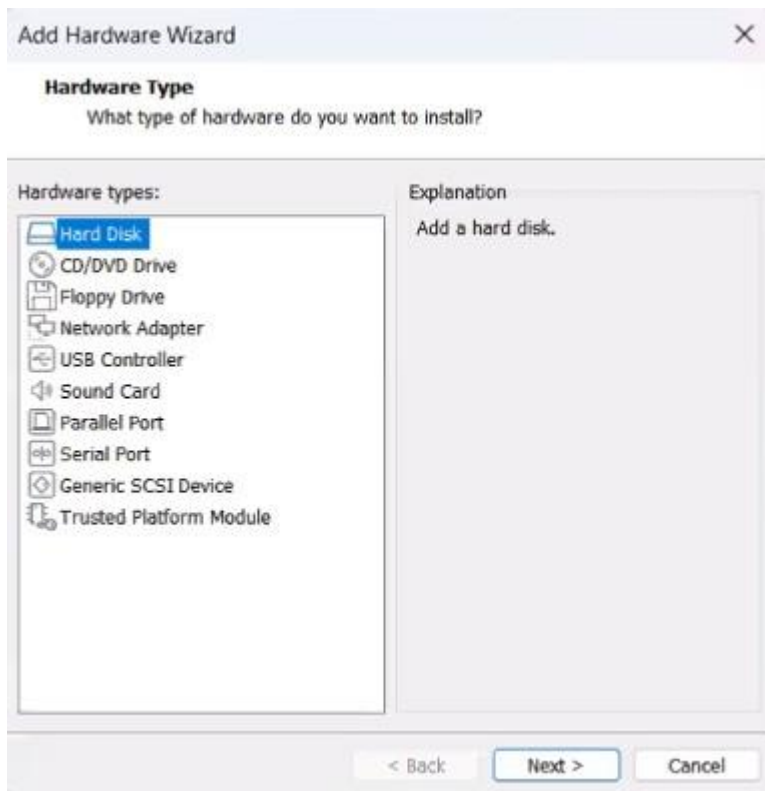 Add Hardware Wizard
Hardware Type
What type of hardware do you want to install?
Hardware types:
Hard Disk
CD/DVD Drive
Floppy Drive
Network Adapter
USB Controller
Sound Card
Parallel Port
Serial Port
Generic SCSI Device
Trusted Platform Module
Explanation
Add a hard disk.
< Back
Next >
Cancel